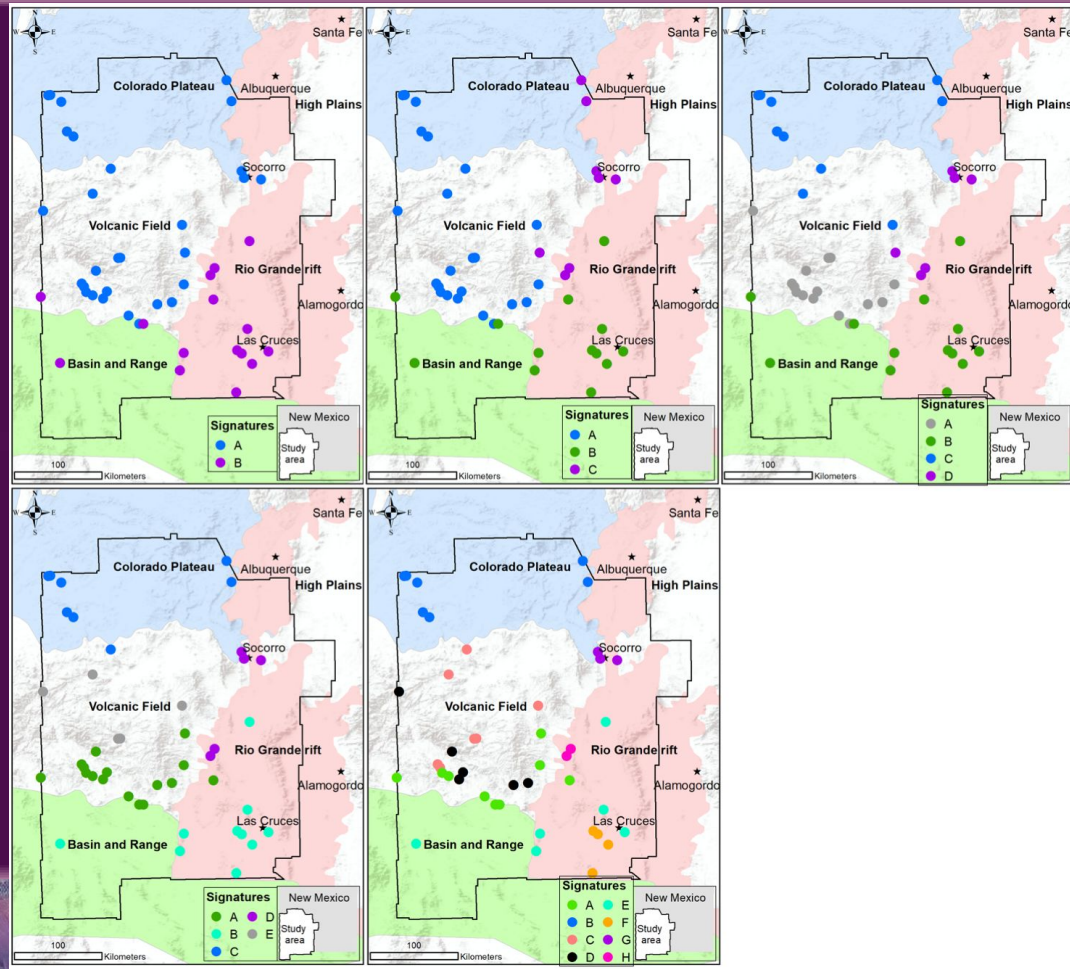 N
W E
S
Santa Fe
Colorado Plateau
Albuquerque
High Plains
Socorro
Volcanic Field
Rio Grande rift
Alamogordo
Las Cruces
Basin and Range
Signatures
A
B
New Mexico
Study
area
100
Kilometers
N
W E
S
Santa Fe
Colorado Plateau
Albuquerque
High Plains
Socorro
Volcanic Field
Rio Grande rift
Alamogordo
Las Cruces
Basin and Range
Signatures
A
B
C
New Mexico
Study
area
100
Kilometers
N
W E
S
Santa Fe
Colorado Plateau
Albuquerque
High Plains
Socorro
Volcanic Field
Rio Grande rift
Alamogordo
Las Cruces
Basin and Range
Signatures
A
B
C
D
New Mexico
Study
area
100
Kilometers
N
W E
S
Santa Fe
Colorado Plateau
Albuquerque
High Plains
Socorro
Volcanic Field
Rio Grande rift
Alamogordo
Las Cruces
Basin and Range
Signatures
A D
B E
C
New Mexico
Study
area
100
Kilometers
N
W E
S
Santa Fe
Colorado Plateau
Albuquerque
High Plains
Socorro
Volcanic Field
Rio Grande rift
Alamogordo
Las Cruces
Basin and Range
Signatures
A E
B F
C G
D H
New Mexico
Study
area
100
Kilometers